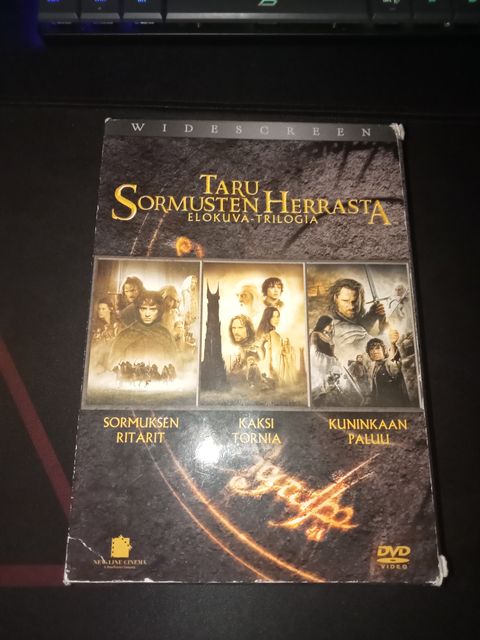 WIDESCREEN
TARU
SORMUSTEN HERRASTA
ELOKUVA-TRILOGIA
SORMUKSEN
RITARIT
KAKSI
TORNIA
KUNINKAAN
PALUU
NEW LINE CINEMA
DVD
VIDEO